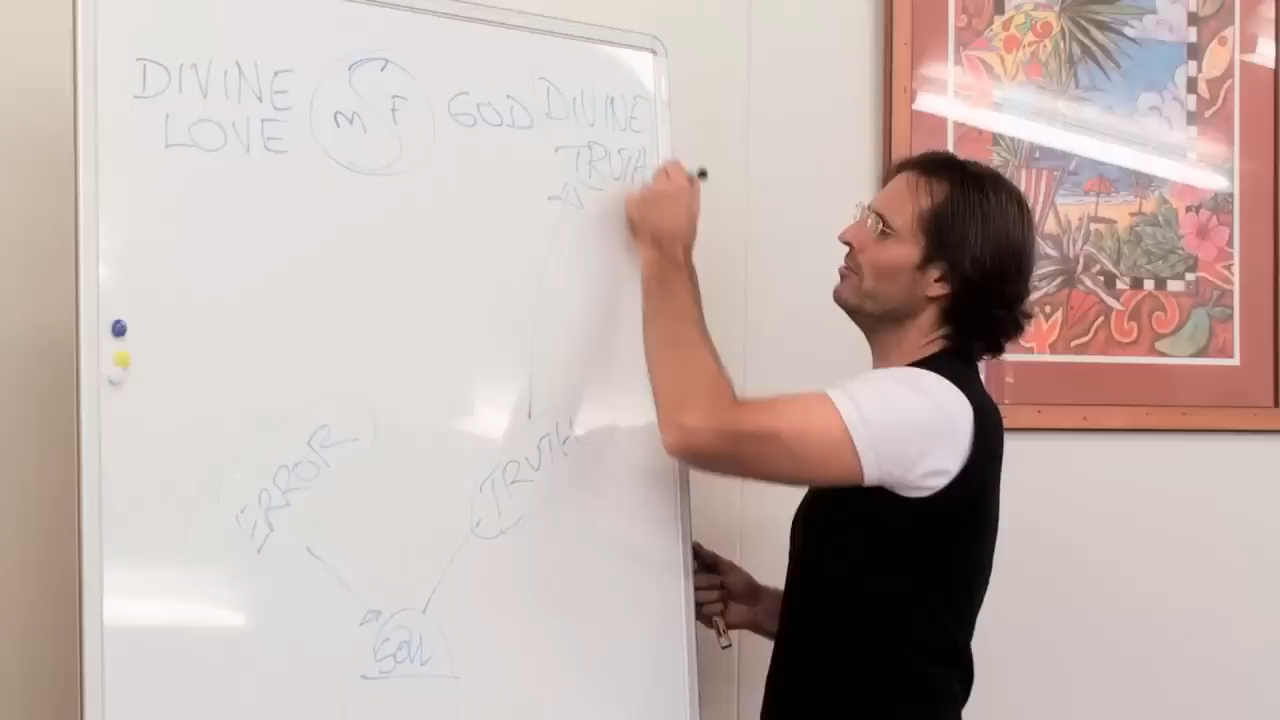 DIVINE
LOVE
M F
GOD
DIVINE
TRUTH
ERROR
TRUTH
SOUL